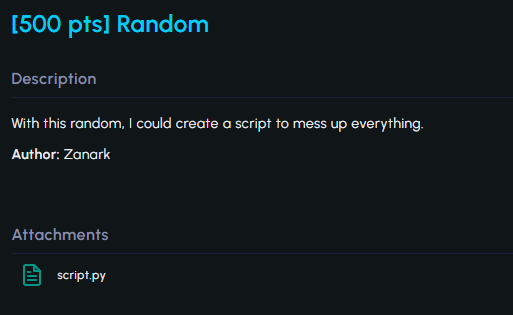 [500 pts] Random
Description
With this random, I could create a script to mess up everything.
Author: Zanark
Attachments
script.py